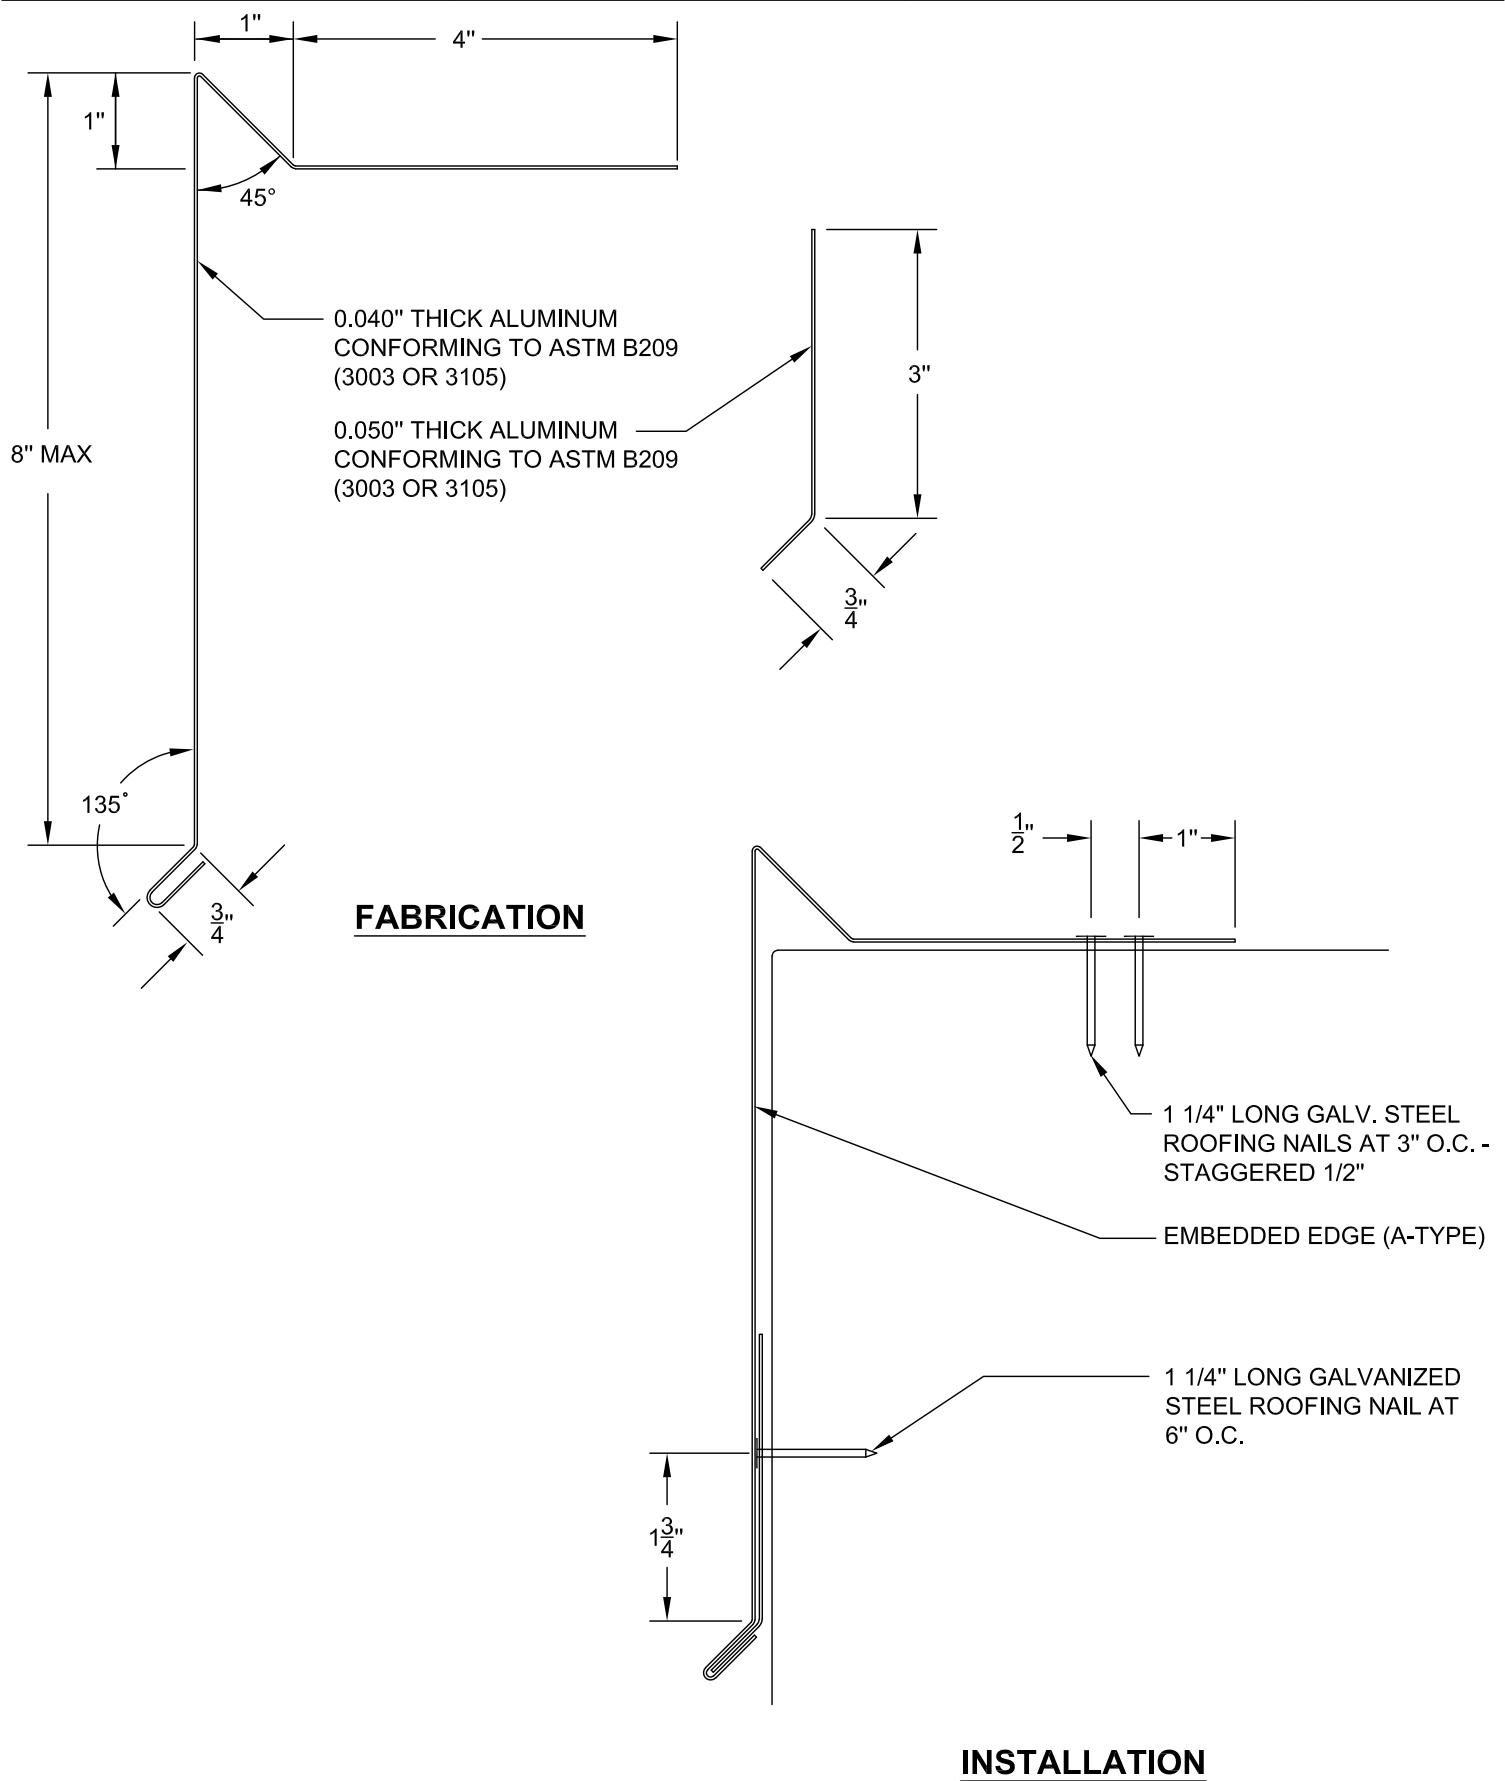 1"
4"
1"
45°
0.040" THICK ALUMINUM
CONFORMING TO ASTM B209
(3003 OR 3105)
3"
0.050" THICK ALUMINUM
CONFORMING TO ASTM B209
(3003 OR 3105)
8" MAX
3/4"
135°
3/4"
FABRICATION
1/2"
1"
1 1/4" LONG GALV. STEEL
ROOFING NAILS AT 3" O.C. -
STAGGERED 1/2"
EMBEDDED EDGE (A-TYPE)
1 1/4" LONG GALVANIZED
STEEL ROOFING NAIL AT
6" O.C.
1 3/4"
INSTALLATION